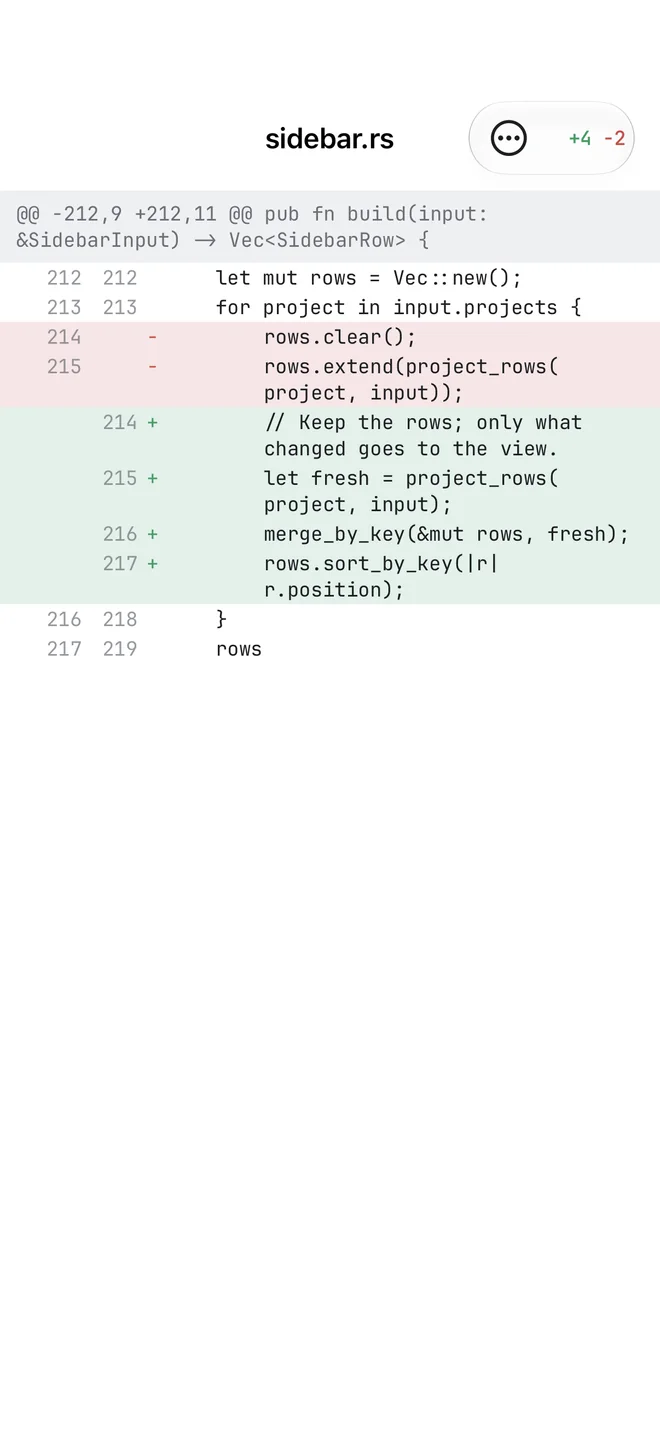 sidebar.rs
+4 -2
@@ -212,9 +212,11 @@ pub fn build(input:
&SidebarInput) -> Vec<SidebarRow> {
212 212 let mut rows = Vec::new();
213 213 for project in input.projects {
214 - rows.clear();
215 - rows.extend(project_rows(
project, input));
214 + // Keep the rows; only what
changed goes to the view.
215 + let fresh = project_rows(
project, input);
216 + merge_by_key(&mut rows, fresh);
217 + rows.sort_by_key(|r|
r.position);
216 218 }
217 219 rows